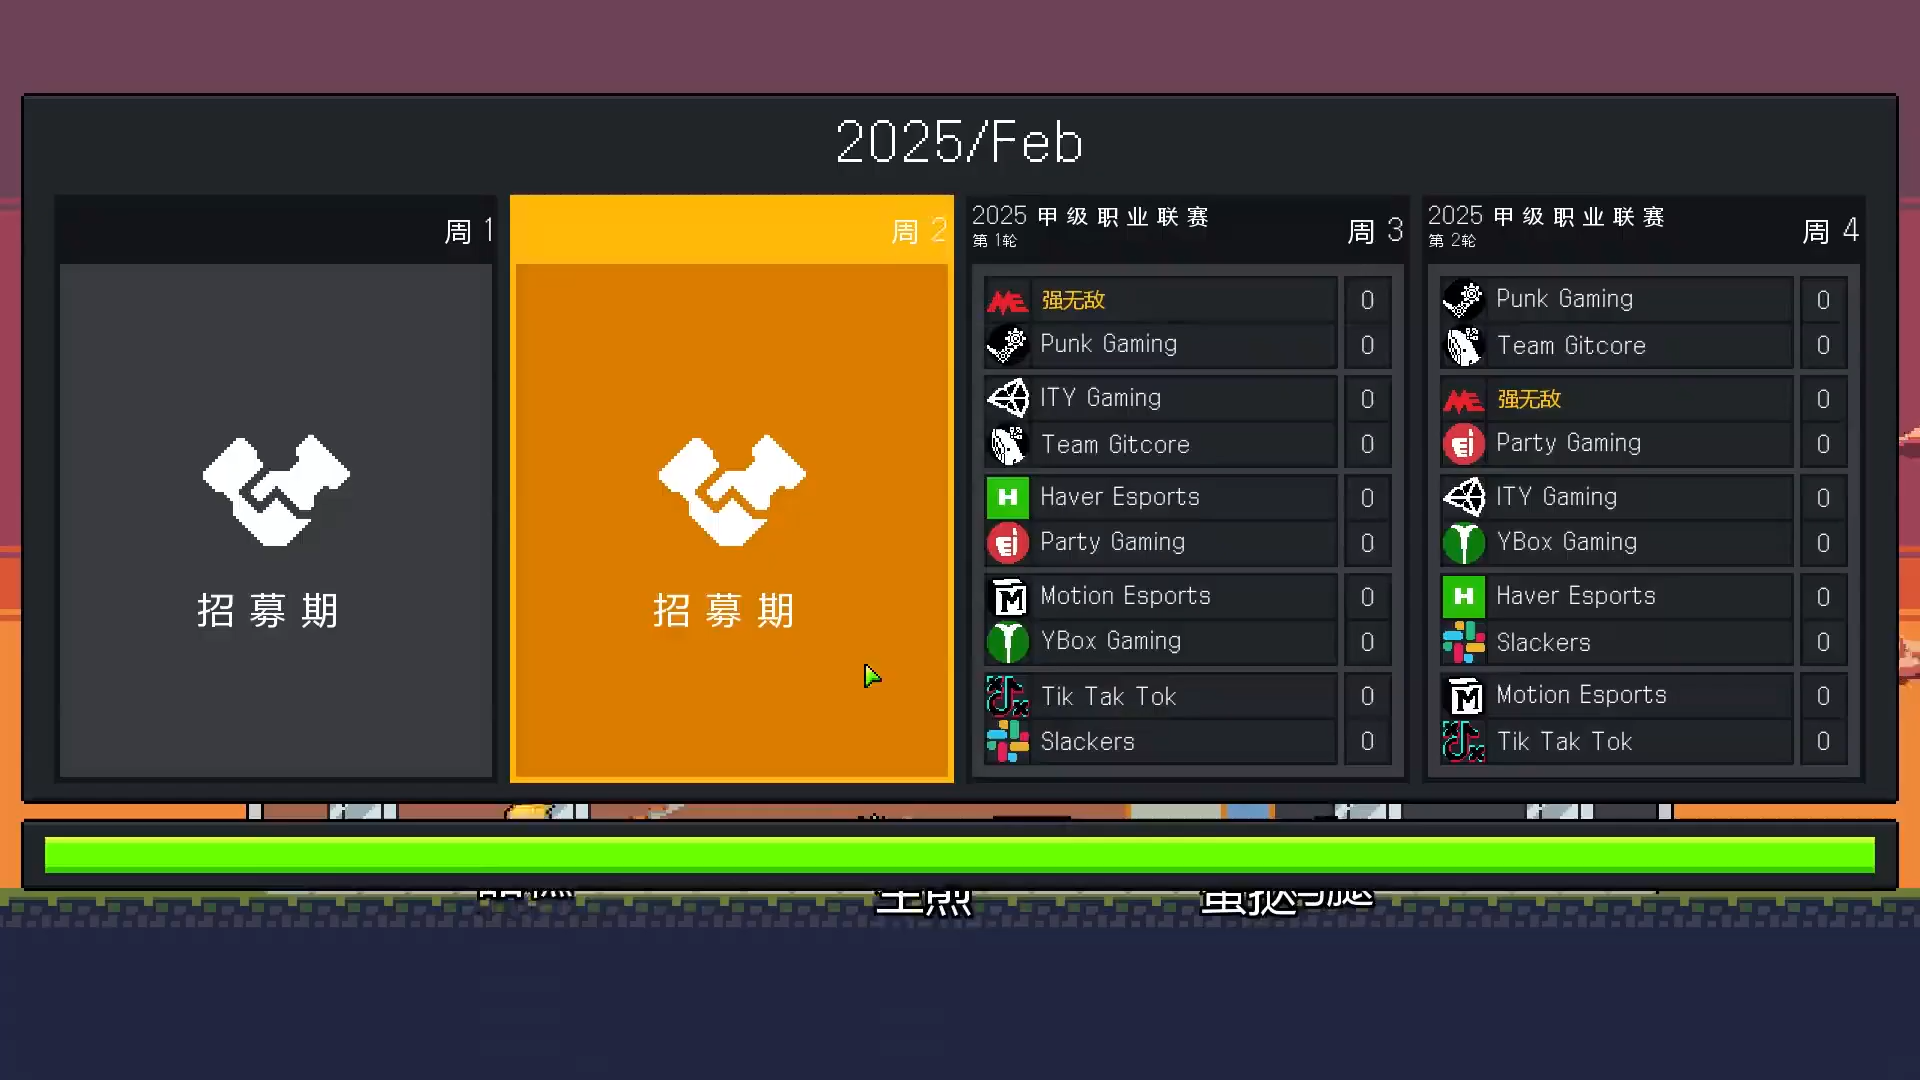 2025/Feb
周 1
招募期
周 2
招募期
2025 甲级职业联赛
第 1轮
周 3
强无敌 0
Punk Gaming 0
ITY Gaming 0
Team Gitcore 0
Haver Esports 0
Party Gaming 0
Motion Esports 0
YBox Gaming 0
Tik Tak Tok 0
Slackers 0
2025 甲级职业联赛
第 2轮
周 4
Punk Gaming 0
Team Gitcore 0
强无敌 0
Party Gaming 0
ITY Gaming 0
YBox Gaming 0
Haver Esports 0
Slackers 0
Motion Esports 0
Tik Tak Tok 0